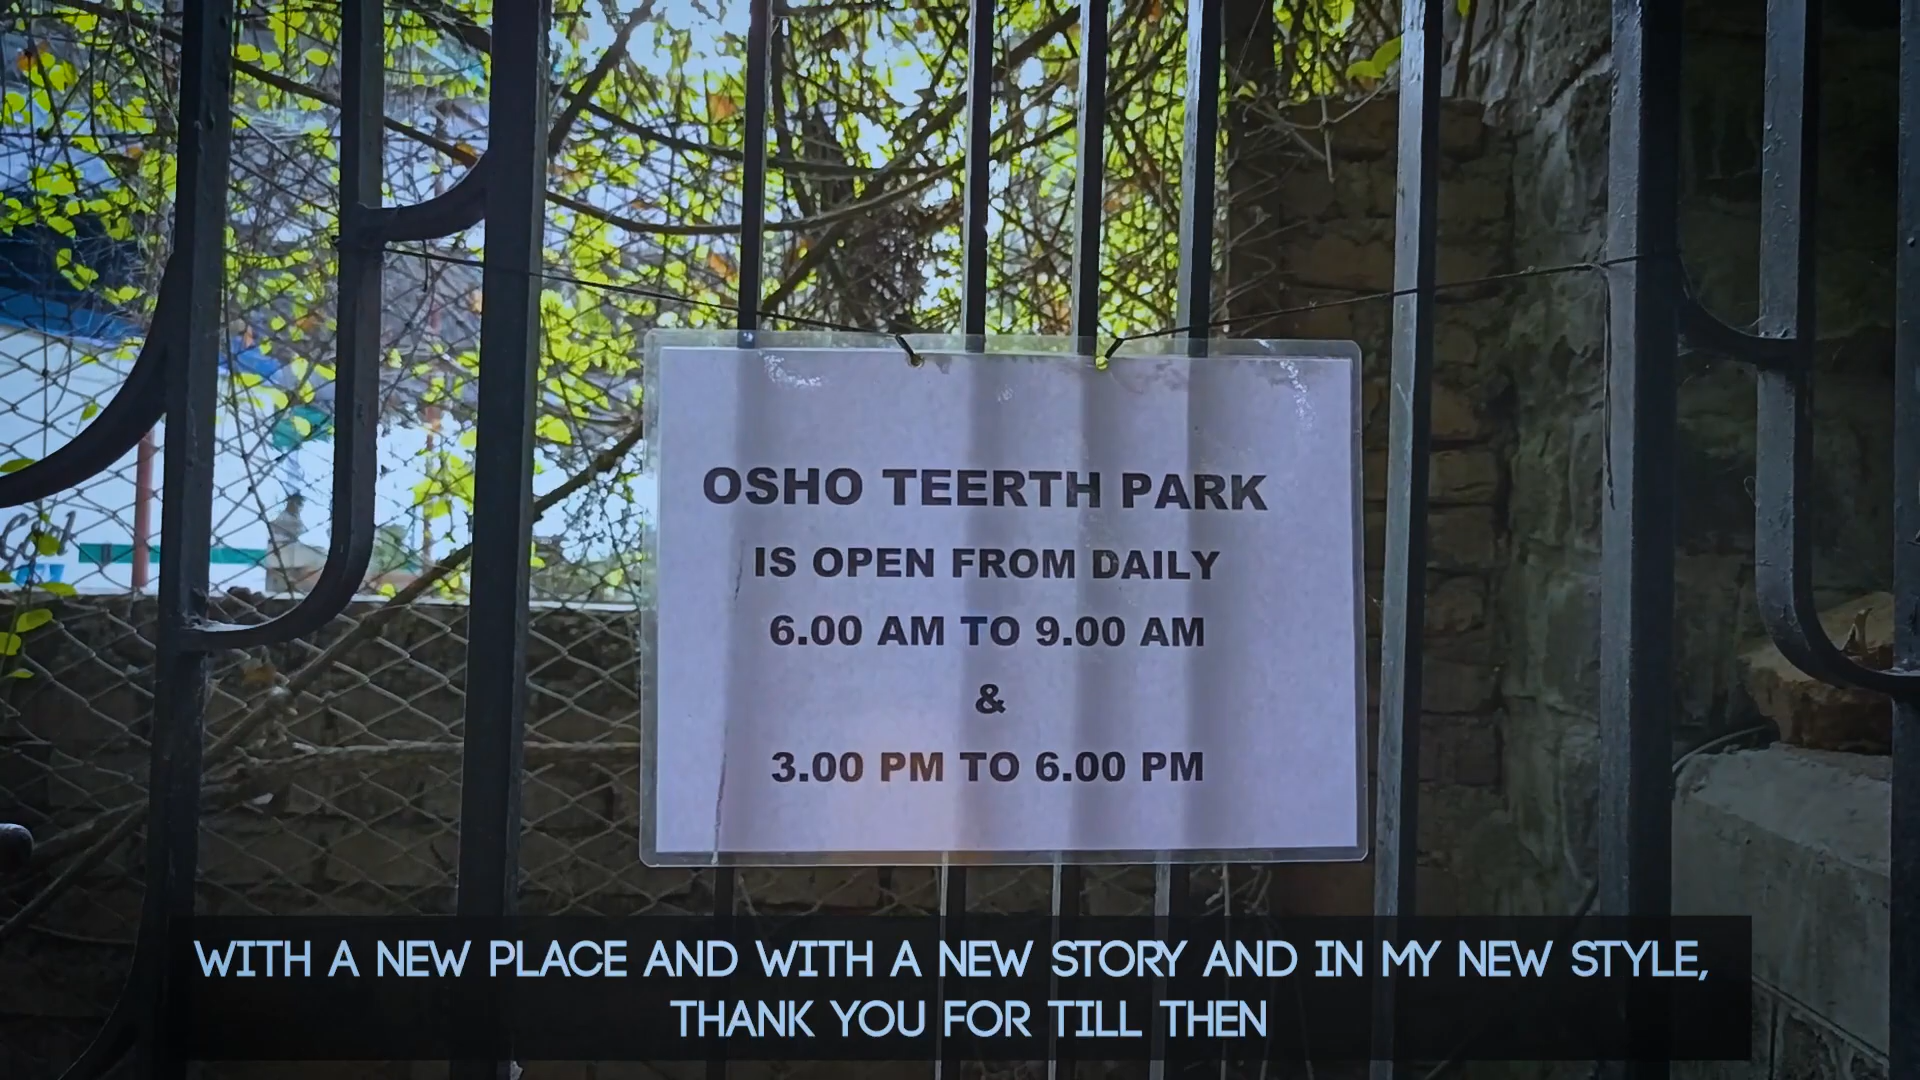 OSHO TEERTH PARK
IS OPEN FROM DAILY
6.00 AM TO 9.00 AM
&
3.00 PM TO 6.00 PM
WITH A NEW PLACE AND WITH A NEW STORY AND IN MY NEW STYLE,
THANK YOU FOR TILL THEN